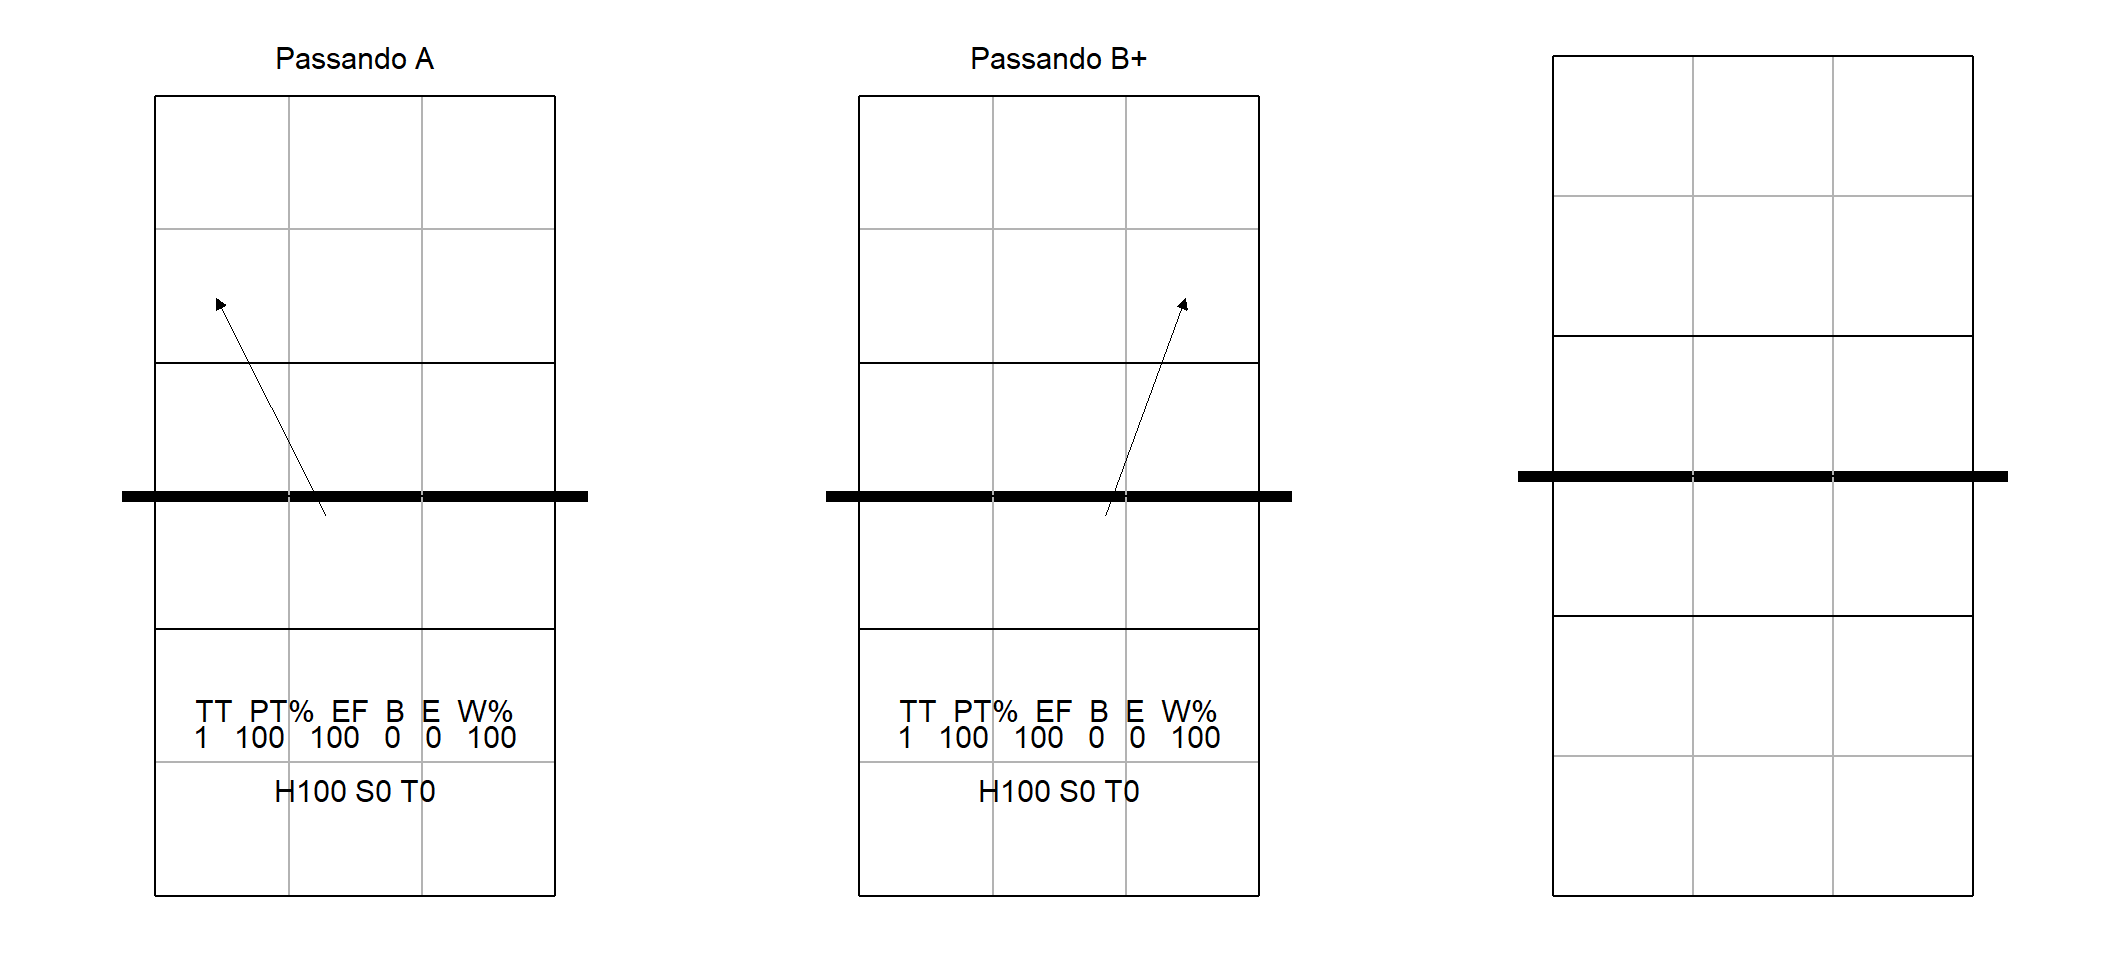 Passando A
TT PT% EF B E W%
1 100 100 0 0 100
H100 S0 T0
Passando B+
TT PT% EF B E W%
1 100 100 0 0 100
H100 S0 T0